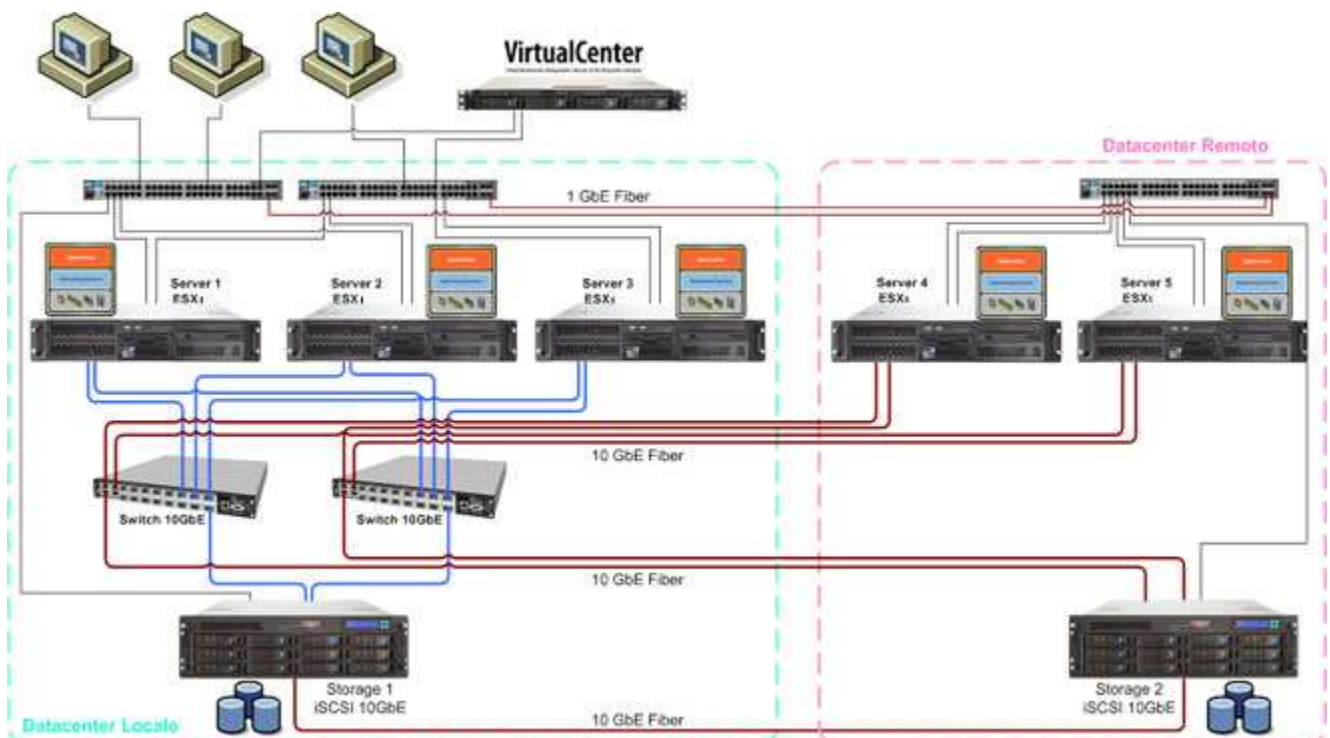 VirtualCenter
Datacenter Remoto
1 GbE Fiber
Server 1
ESXi
Server 2
ESXi
Server 3
ESXi
Server 4
ESXi
Server 5
ESXi
10 GbE Fiber
Switch 10GbE
Switch 10GbE
10 GbE Fiber
Storage 1
iSCSI 10GbE
Storage 2
iSCSI 10GbE
10 GbE Fiber
Datacenter Locale